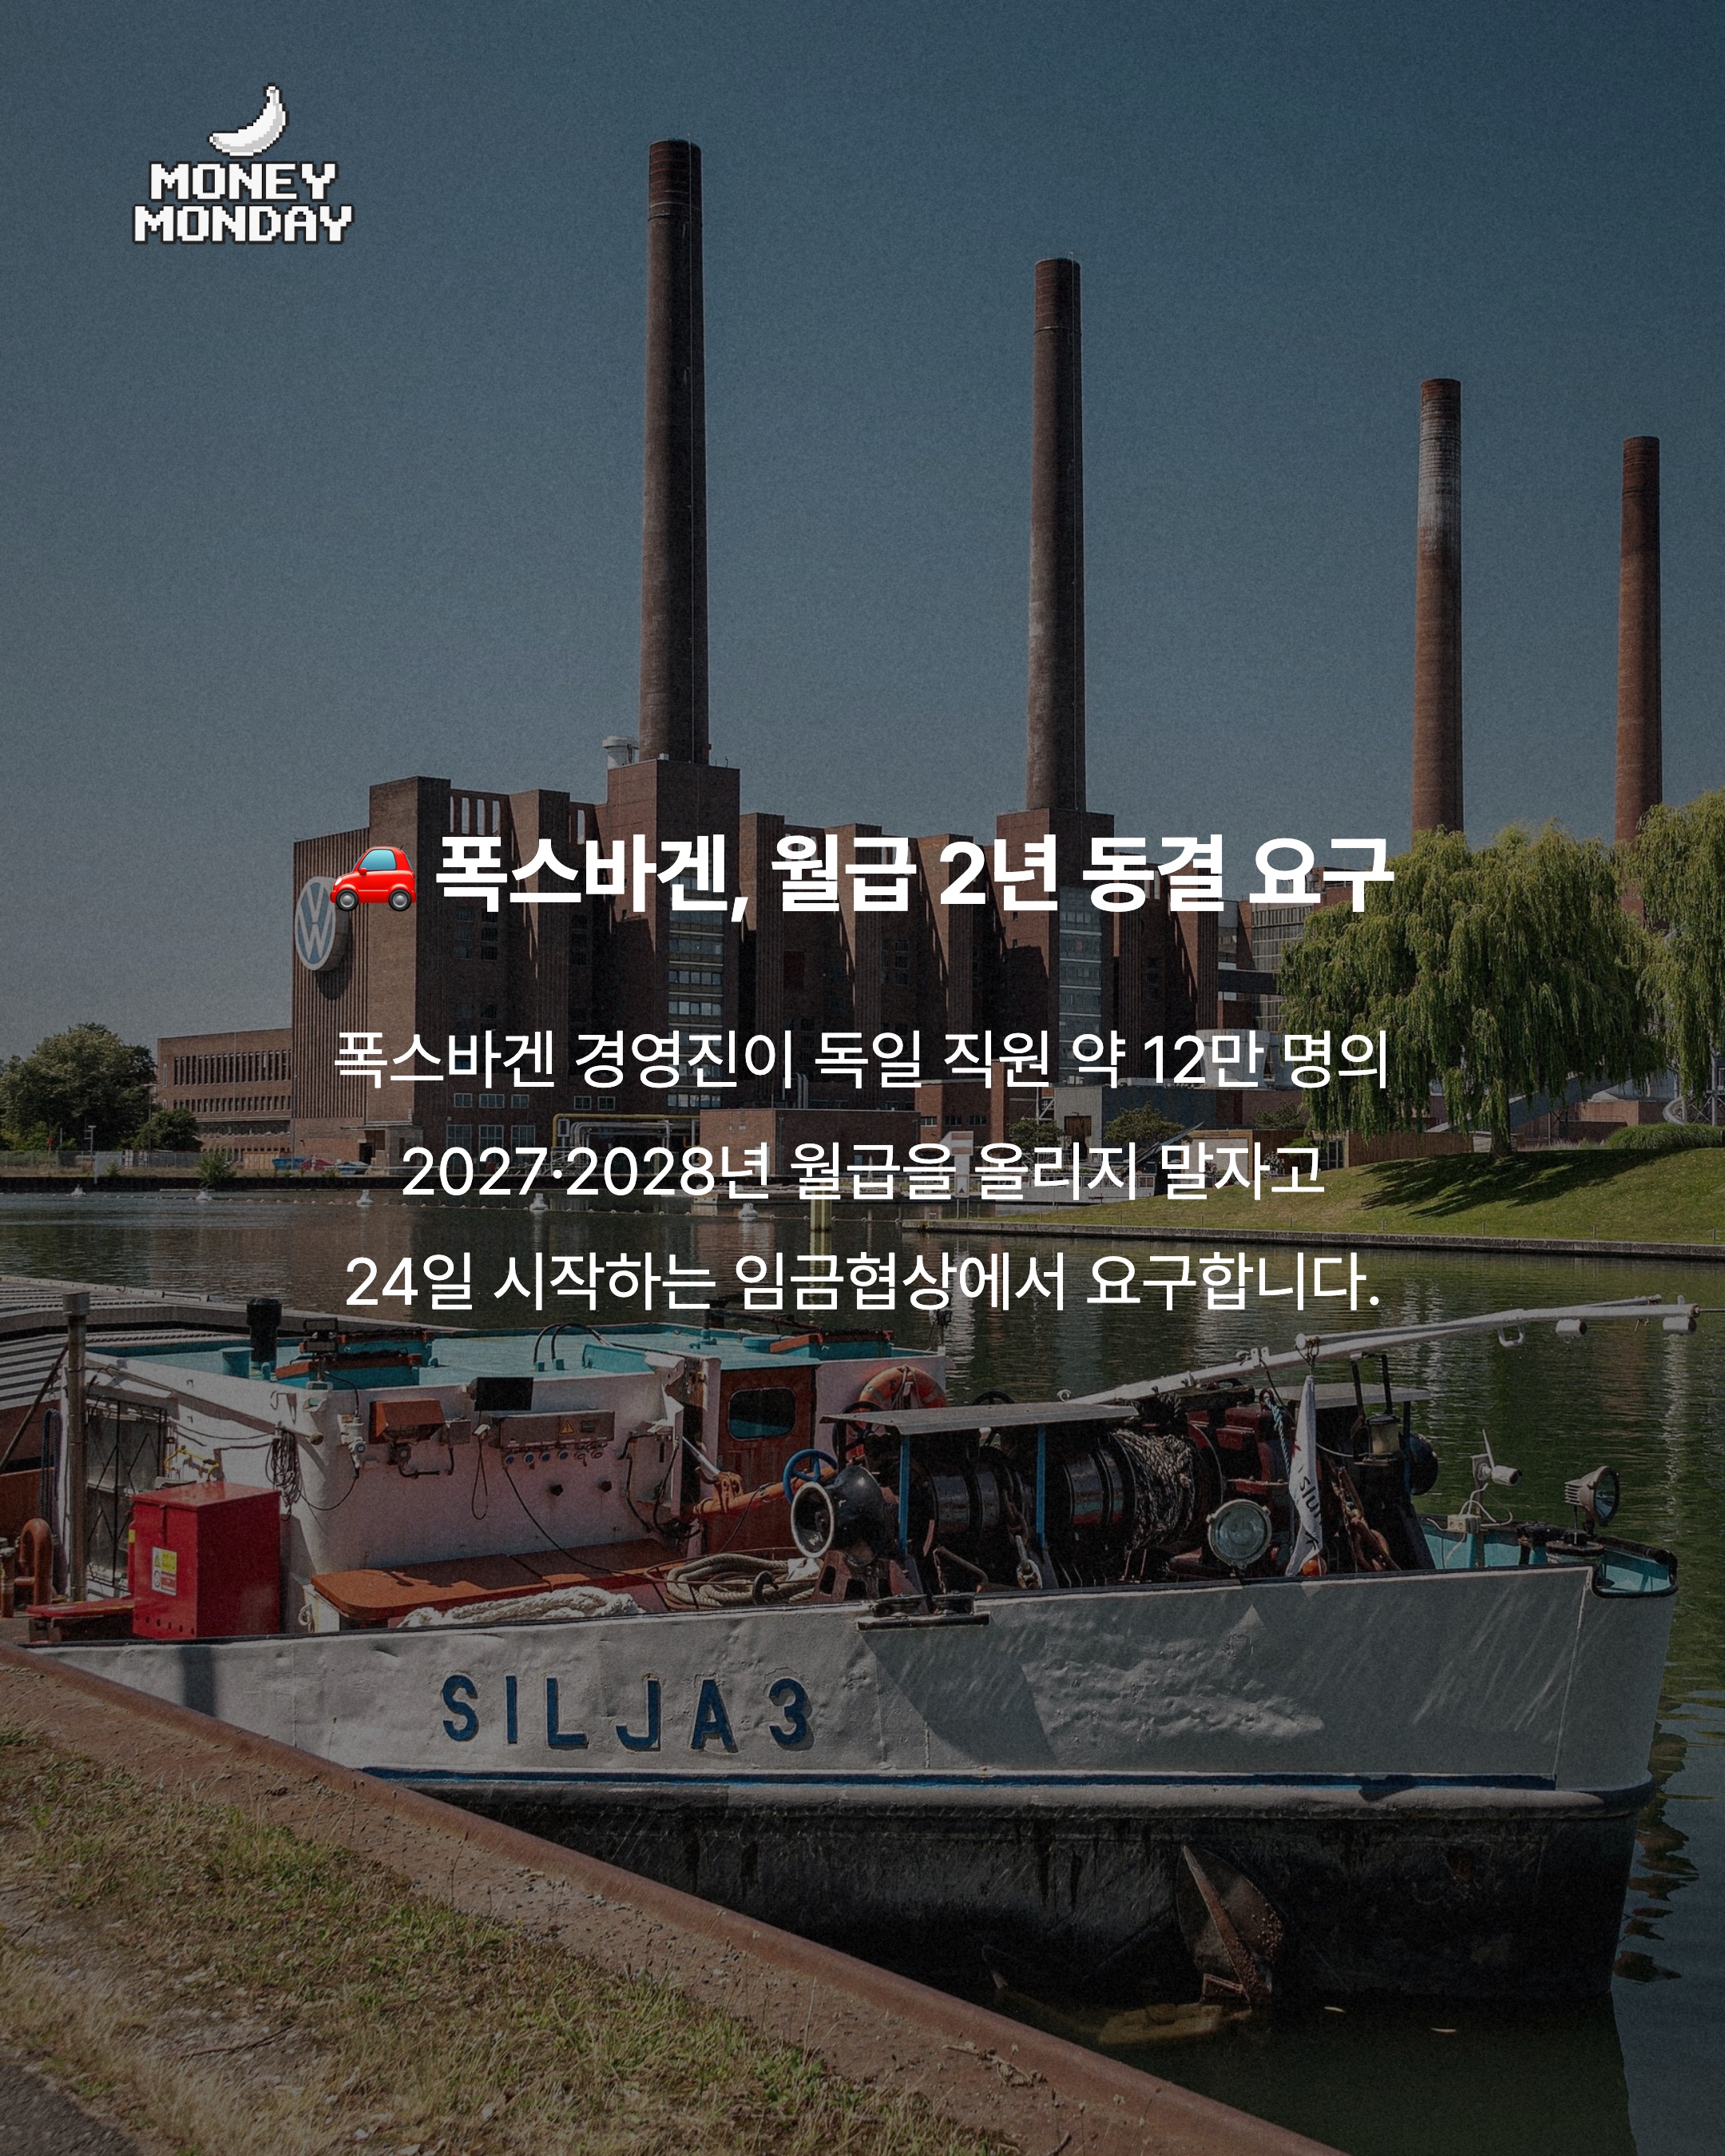 MONEY
MONDAY
🚗 폭스바겐, 월급 2년 동결 요구
폭스바겐 경영진이 독일 직원 약 12만 명의
2027·2028년 월급을 올리지 말자고
24일 시작하는 임금협상에서 요구합니다.
SILJA3